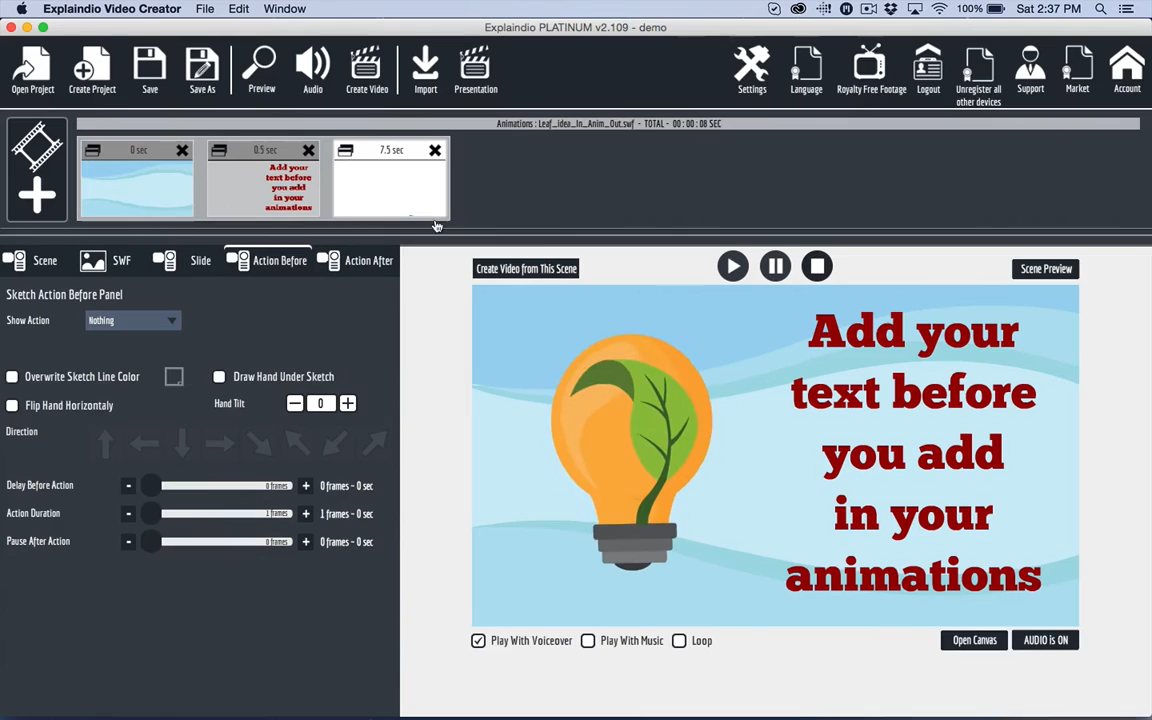 Explaindio Video Creator File Edit Window 100% Sat 2:37 PM
Explaindio PLATINUM v2.109 - demo
Open Project Create Project Save Save As Preview Audio Create Video Import Presentation Settings Language Royalty Free Footage Logout Unregister all other devices Support Market Account
Animations : Leaf_idea_In_Anim_Out.swf - TOTAL - 00 : 00 : 08 SEC
0 sec 0.5 sec 7.5 sec
Add your
text before
you add
in your
animations
Scene SWF Slide Action Before Action After
Create Video from This Scene Scene Preview
Sketch Action Before Panel
Show Action Nothing
Overwrite Sketch Line Color Draw Hand Under Sketch
Flip Hand Horizontaly Hand Tilt - 0 +
Direction
Delay Before Action - 0 frames + 0 frames - 0 sec
Action Duration - 1 frames + 1 frames - 0 sec
Pause After Action - 0 frames + 0 frames - 0 sec
Add your
text before
you add
in your
animations
Play With Voiceover Play With Music Loop Open Canvas AUDIO is ON